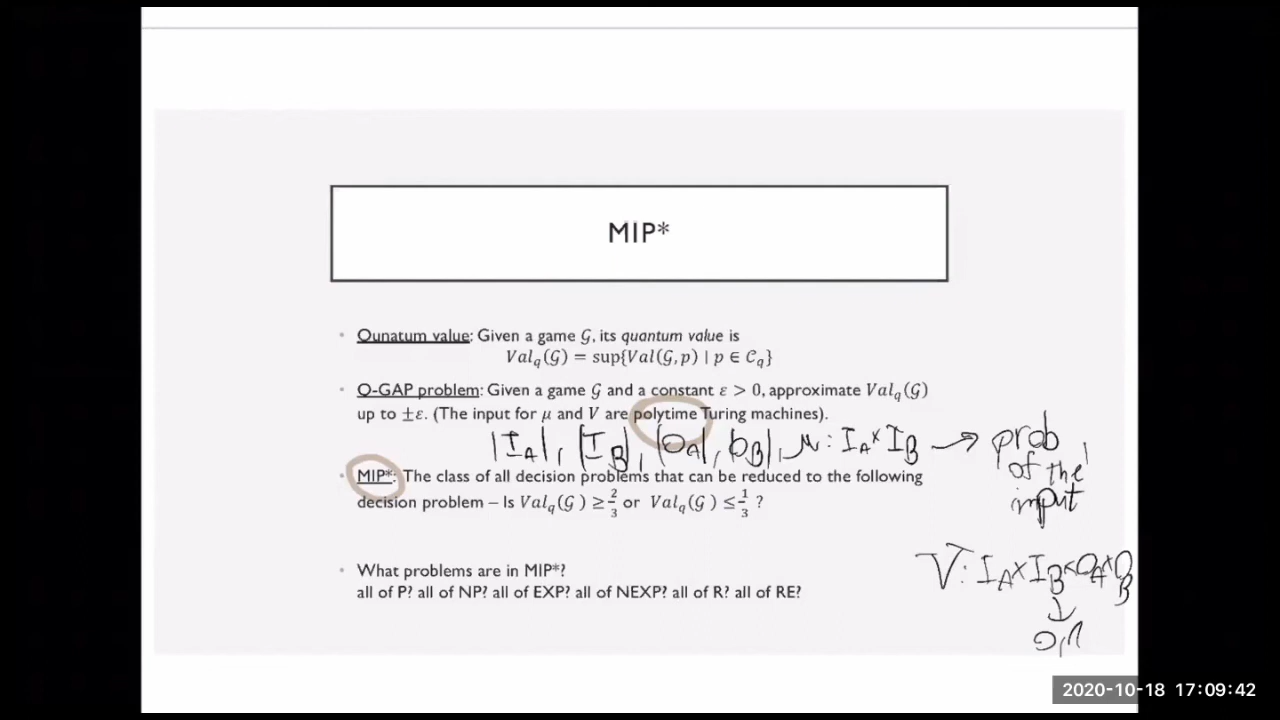 MIP*
• Qunatum value: Given a game 𝒢, its quantum value is
Val_q(𝒢) = sup{Val(𝒢, p) | p ∈ 𝒞_q}
• Q-GAP problem: Given a game 𝒢 and a constant ε > 0, approximate Val_q(𝒢)
up to ±ε. (The input for μ and V are polytime Turing machines).
|I_A|, |I_B|, |O_A|, |O_B|, μ: I_A × I_B → prob
of the
input
• MIP*: The class of all decision problems that can be reduced to the following
decision problem – Is Val_q(𝒢) ≥ 2/3 or Val_q(𝒢) ≤ 1/3 ?
V: I_A × I_B × O_A × O_B
↓
0,1
• What problems are in MIP*?
all of P? all of NP? all of EXP? all of NEXP? all of R? all of RE?
2020-10-18 17:09:42